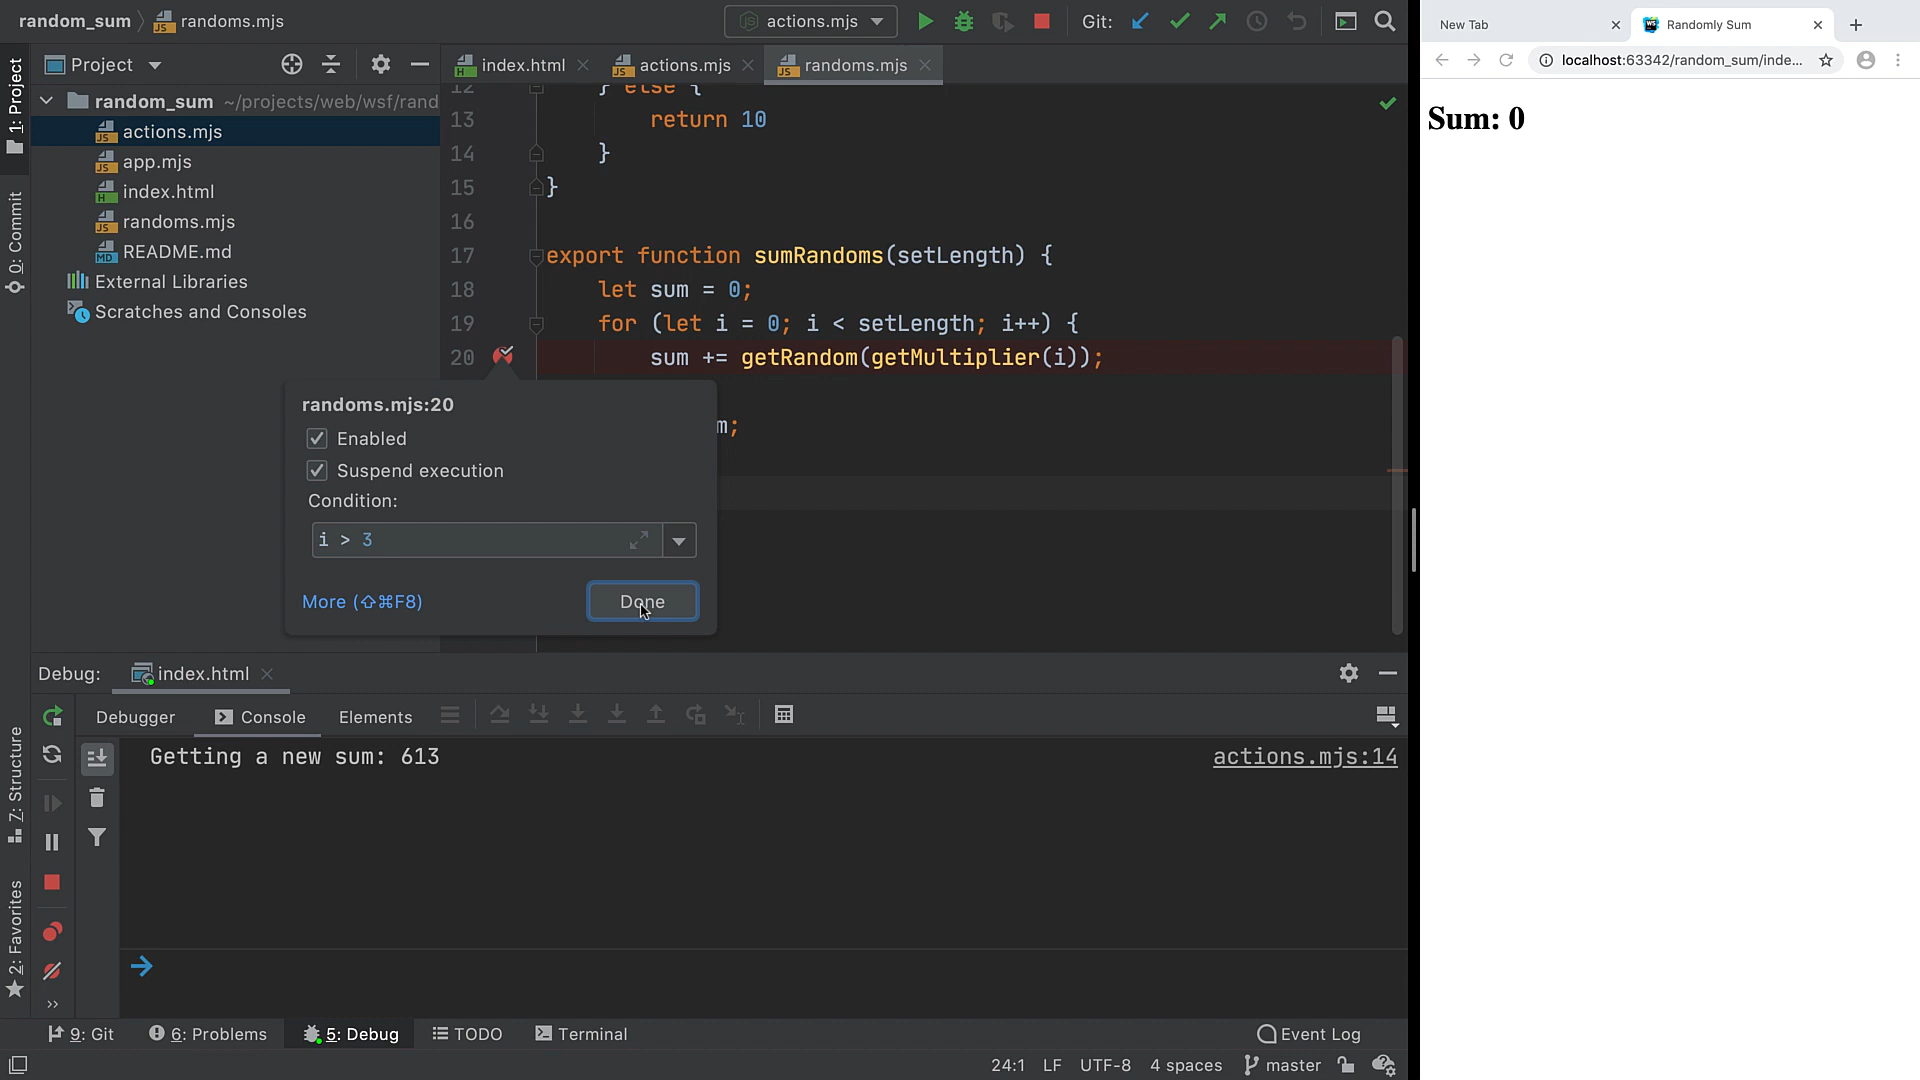 random_sum
randoms.mjs
actions.mjs
Git:
Project
index.html
actions.mjs
randoms.mjs
1: Project
0: Commit
7: Structure
2: Favorites
random_sum ~/projects/web/wsf/rand
actions.mjs
app.mjs
index.html
randoms.mjs
README.md
External Libraries
Scratches and Consoles
12 } else {
13 return 10
14 }
15 }
16
17 export function sumRandoms(setLength) {
18 let sum = 0;
19 for (let i = 0; i < setLength; i++) {
20 sum += getRandom(getMultiplier(i));
m;
randoms.mjs:20
Enabled
Suspend execution
Condition:
i > 3
More (⇧⌘F8)
Done
Debug: index.html
Debugger Console Elements
Getting a new sum: 613 actions.mjs:14
9: Git 6: Problems 5: Debug TODO Terminal Event Log
24:1 LF UTF-8 4 spaces master
New Tab
Randomly Sum
localhost:63342/random_sum/inde...
Sum: 0